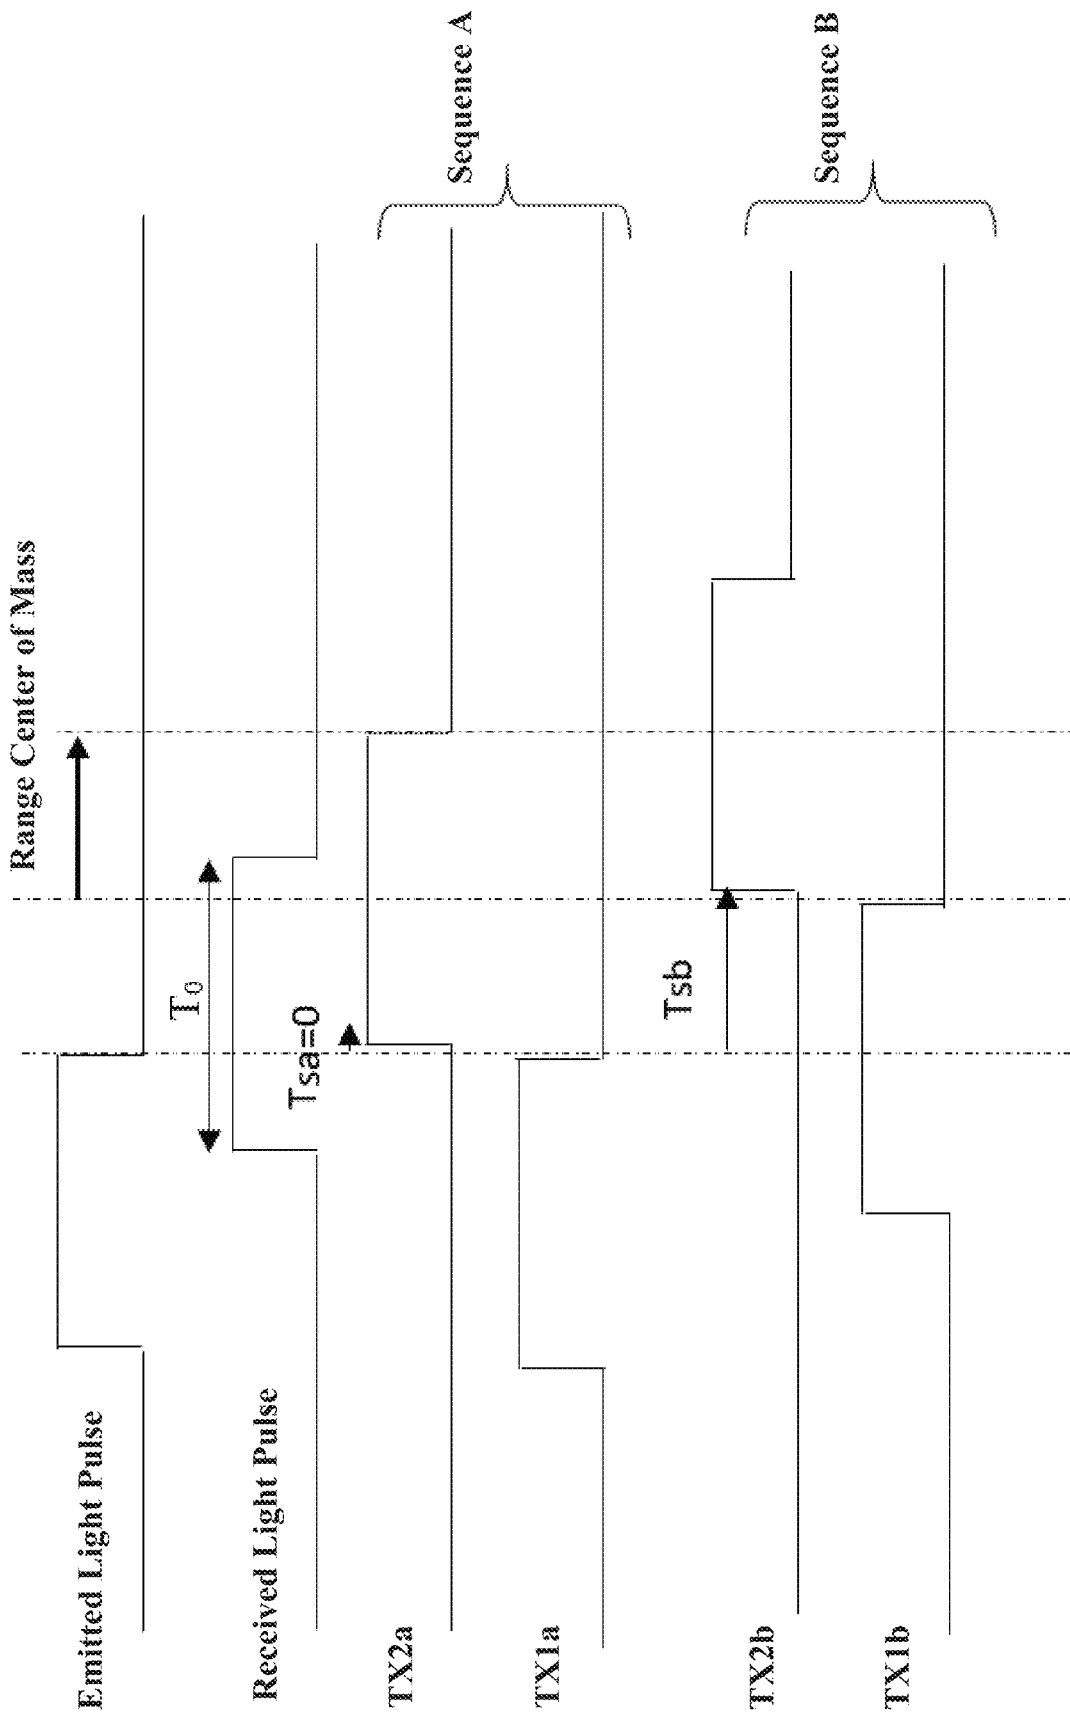 Range Center of Mass
Emitted Light Pulse
T₀
Received Light Pulse
Tsa=0
TX2a
TX1a
Sequence A
Tsb
TX2b
TX1b
Sequence B